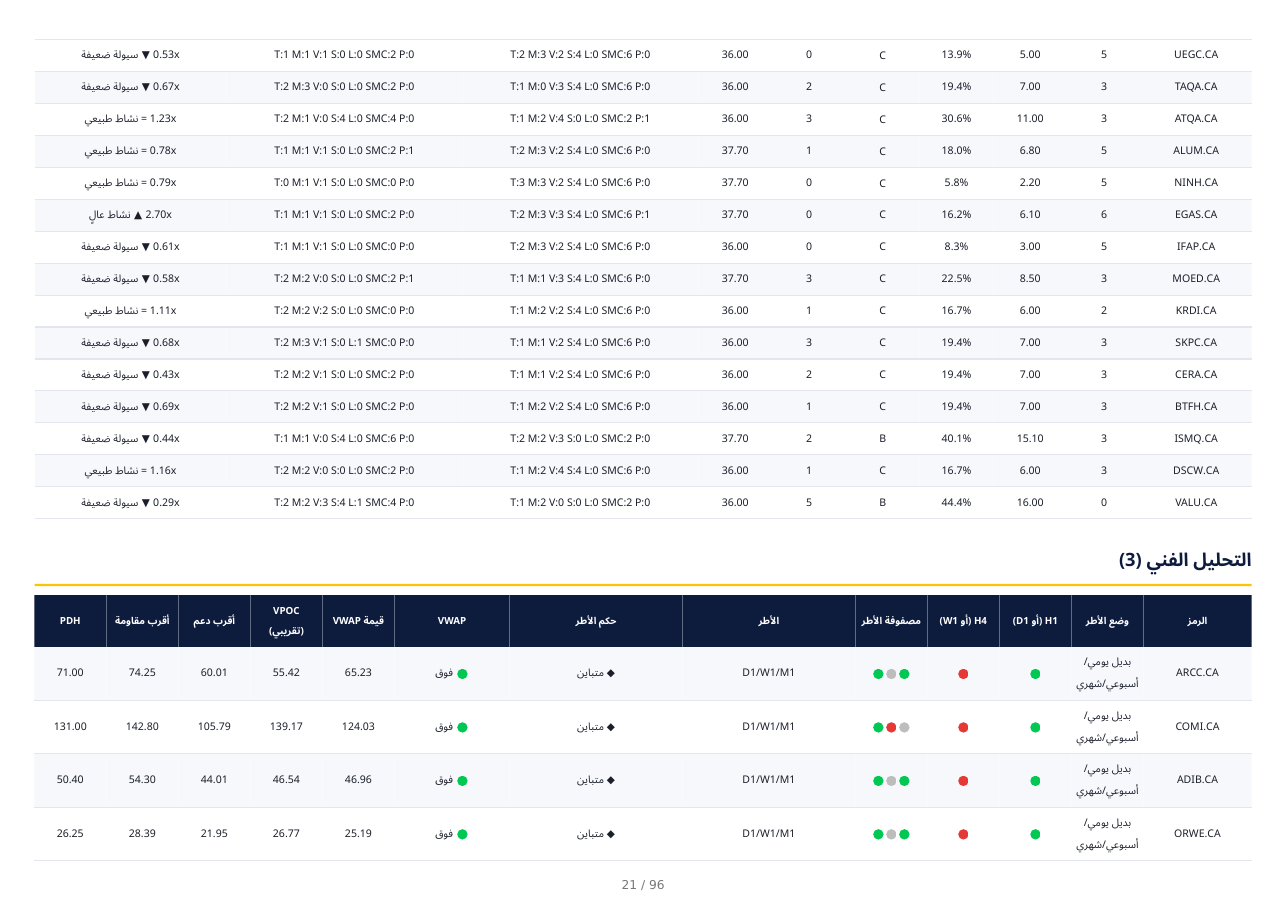 UEGC.CA 5 5.00 13.9% C 0 36.00 T:2 M:3 V:2 S:4 L:0 SMC:6 P:0 T:1 M:1 V:1 S:0 L:0 SMC:2 P:0 0.53x ▼ سيولة ضعيفة
TAQA.CA 3 7.00 19.4% C 2 36.00 T:1 M:0 V:3 S:4 L:0 SMC:6 P:0 T:2 M:3 V:0 S:0 L:0 SMC:2 P:0 0.67x ▼ سيولة ضعيفة
ATQA.CA 3 11.00 30.6% C 3 36.00 T:1 M:2 V:4 S:0 L:0 SMC:2 P:1 T:2 M:1 V:0 S:4 L:0 SMC:4 P:0 1.23x = نشاط طبيعي
ALUM.CA 5 6.80 18.0% C 1 37.70 T:2 M:3 V:2 S:4 L:0 SMC:6 P:0 T:1 M:1 V:1 S:0 L:0 SMC:2 P:1 0.78x = نشاط طبيعي
NINH.CA 5 2.20 5.8% C 0 37.70 T:3 M:3 V:2 S:4 L:0 SMC:6 P:0 T:0 M:1 V:1 S:0 L:0 SMC:2 P:0 0.79x = نشاط طبيعي
EGAS.CA 6 6.10 16.2% C 0 37.70 T:2 M:3 V:3 S:4 L:0 SMC:6 P:1 T:1 M:1 V:1 S:0 L:0 SMC:2 P:0 2.70x ▲ نشاط عالٍ
IFAP.CA 5 3.00 8.3% C 0 36.00 T:2 M:3 V:2 S:4 L:0 SMC:6 P:0 T:1 M:1 V:1 S:0 L:0 SMC:0 P:0 0.61x ▼ سيولة ضعيفة
MOED.CA 3 8.50 22.5% C 3 37.70 T:1 M:1 V:3 S:4 L:0 SMC:6 P:0 T:2 M:2 V:0 S:0 L:0 SMC:2 P:1 0.58x ▼ سيولة ضعيفة
KRDI.CA 2 6.00 16.7% C 1 36.00 T:1 M:2 V:2 S:4 L:0 SMC:6 P:0 T:2 M:2 V:2 S:0 L:0 SMC:0 P:0 1.11x = نشاط طبيعي
SKPC.CA 3 7.00 19.4% C 3 36.00 T:1 M:1 V:2 S:4 L:0 SMC:6 P:0 T:2 M:3 V:1 S:0 L:1 SMC:0 P:0 0.68x ▼ سيولة ضعيفة
CERA.CA 3 7.00 19.4% C 2 36.00 T:1 M:1 V:2 S:4 L:0 SMC:6 P:0 T:2 M:2 V:1 S:0 L:0 SMC:2 P:0 0.43x ▼ سيولة ضعيفة
BTFH.CA 3 7.00 19.4% C 1 36.00 T:1 M:2 V:2 S:4 L:0 SMC:6 P:0 T:2 M:2 V:1 S:0 L:0 SMC:2 P:0 0.69x ▼ سيولة ضعيفة
ISMQ.CA 3 15.10 40.1% B 2 37.70 T:2 M:2 V:3 S:0 L:0 SMC:2 P:0 T:1 M:1 V:0 S:4 L:0 SMC:6 P:0 0.44x ▼ سيولة ضعيفة
DSCW.CA 3 6.00 16.7% C 1 36.00 T:1 M:2 V:4 S:4 L:0 SMC:6 P:0 T:2 M:2 V:0 S:0 L:0 SMC:2 P:0 1.16x = نشاط طبيعي
VALU.CA 0 16.00 44.4% B 5 36.00 T:1 M:2 V:0 S:0 L:0 SMC:2 P:0 T:2 M:2 V:3 S:4 L:1 SMC:4 P:0 0.29x ▼ سيولة ضعيفة
التحليل الفني (3)
الرمز وضع الأطر H1 (أو D1) H4 (أو W1) مصفوفة الأطر الأطر حكم الأطر VWAP قيمة VWAP VPOC (تقريبي) أقرب دعم أقرب مقاومة PDH
ARCC.CA بديل يومي/أسبوعي/شهري D1/W1/M1 ◆ متباين فوق 65.23 55.42 60.01 74.25 71.00
COMI.CA بديل يومي/أسبوعي/شهري D1/W1/M1 ◆ متباين فوق 124.03 139.17 105.79 142.80 131.00
ADIB.CA بديل يومي/أسبوعي/شهري D1/W1/M1 ◆ متباين فوق 46.96 46.54 44.01 54.30 50.40
ORWE.CA بديل يومي/أسبوعي/شهري D1/W1/M1 ◆ متباين فوق 25.19 26.77 21.95 28.39 26.25
21 / 96